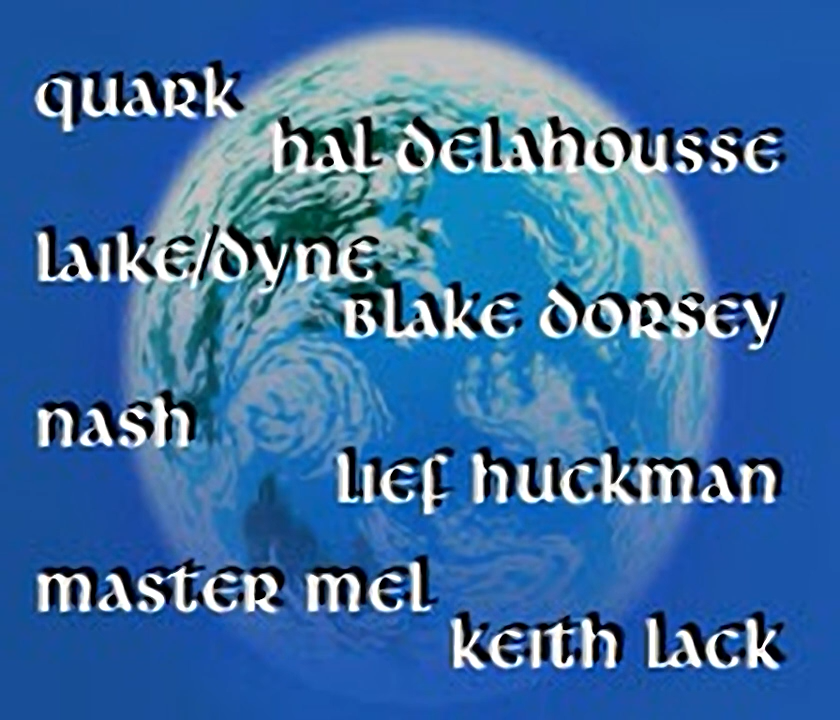 quark
hal delahousse
laike/dyne
Blake dorsey
nash
lief huckman
master mel
keith lack